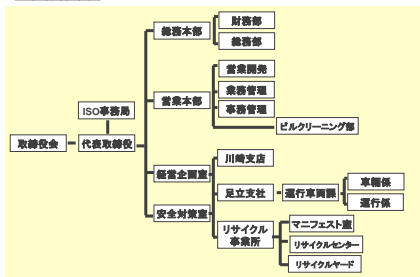 総務本部
財務部
総務部
営業本部
営業開発
業務管理
事務管理
ビルクリーニング部
ISO事務局
取締役会
代表取締役
経営企画室
安全対策室
川崎支店
足立支社
運行車両課
車輛係
運行係
リサイクル
事業所
マニフェスト室
リサイクルセンター
リサイクルヤード